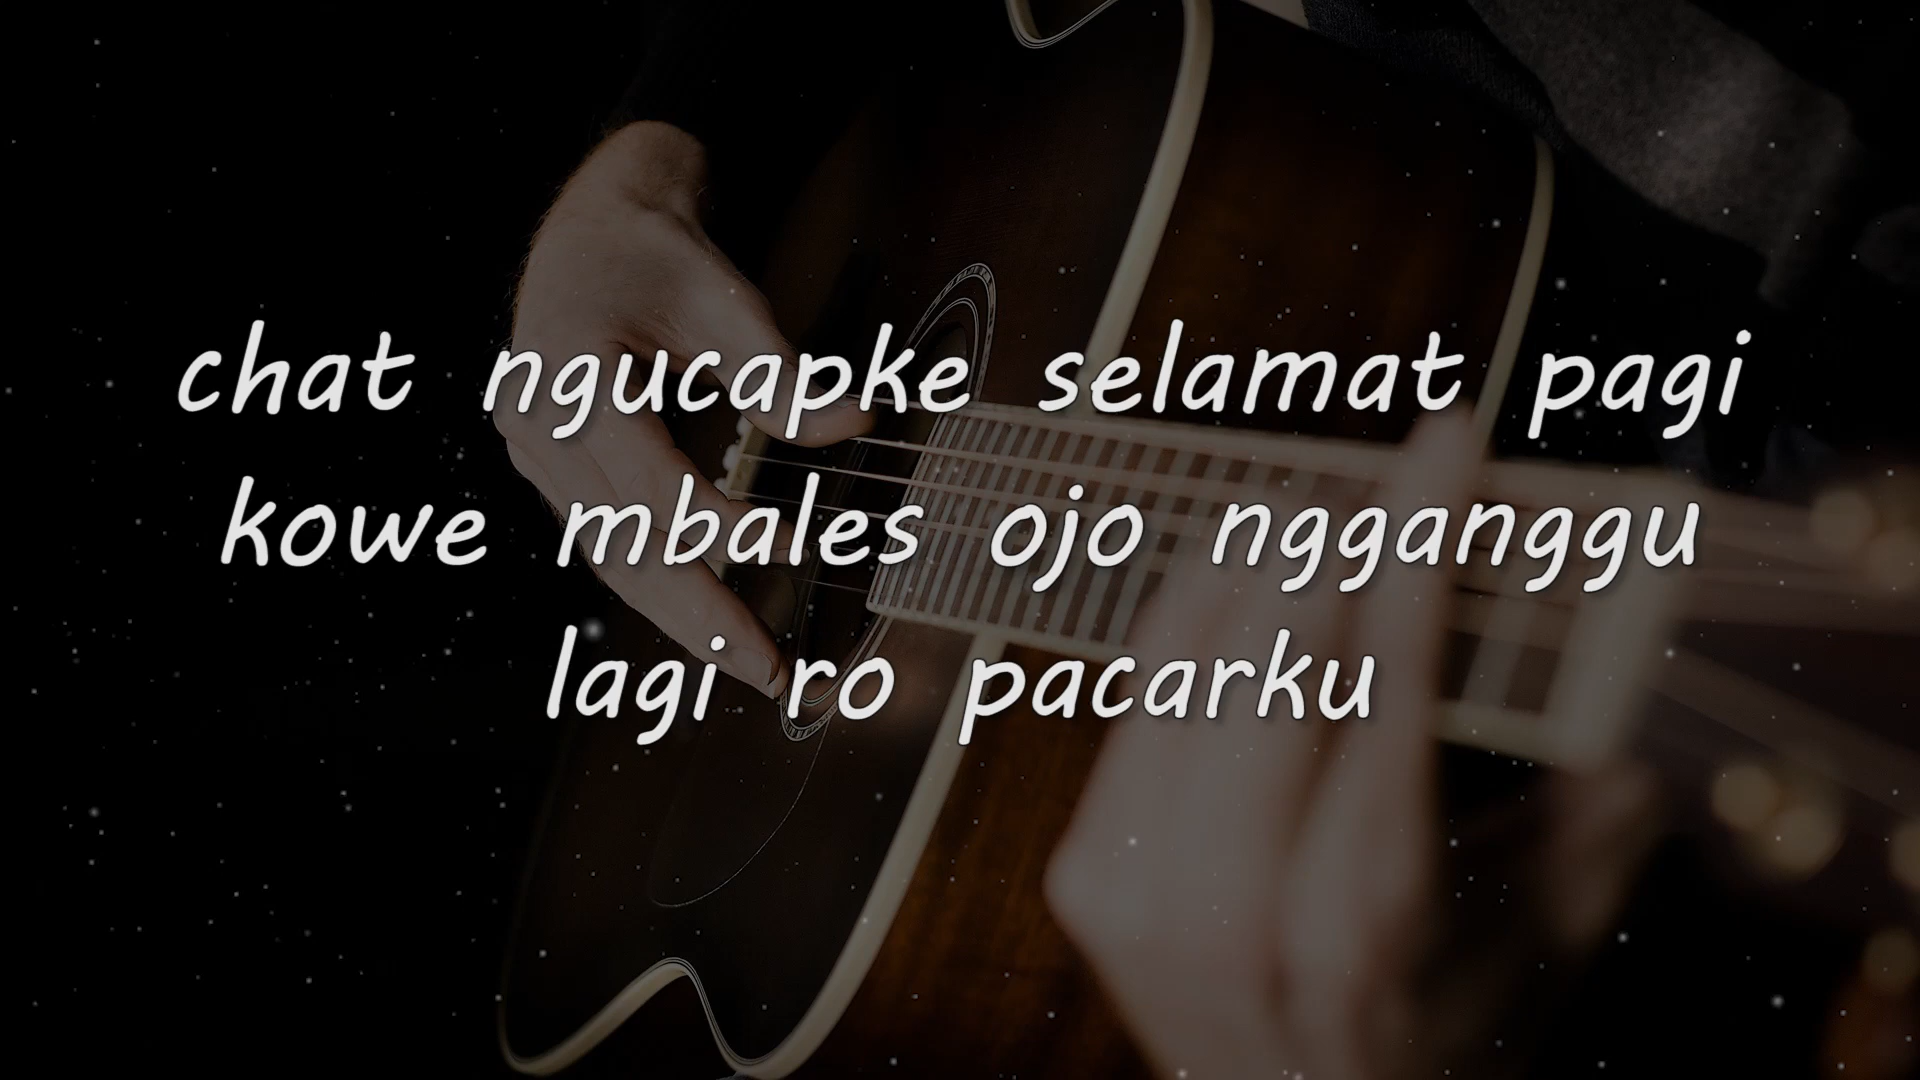 chat ngucapke selamat pagi
kowe mbales ojo ngganggu
lagi ro pacarku